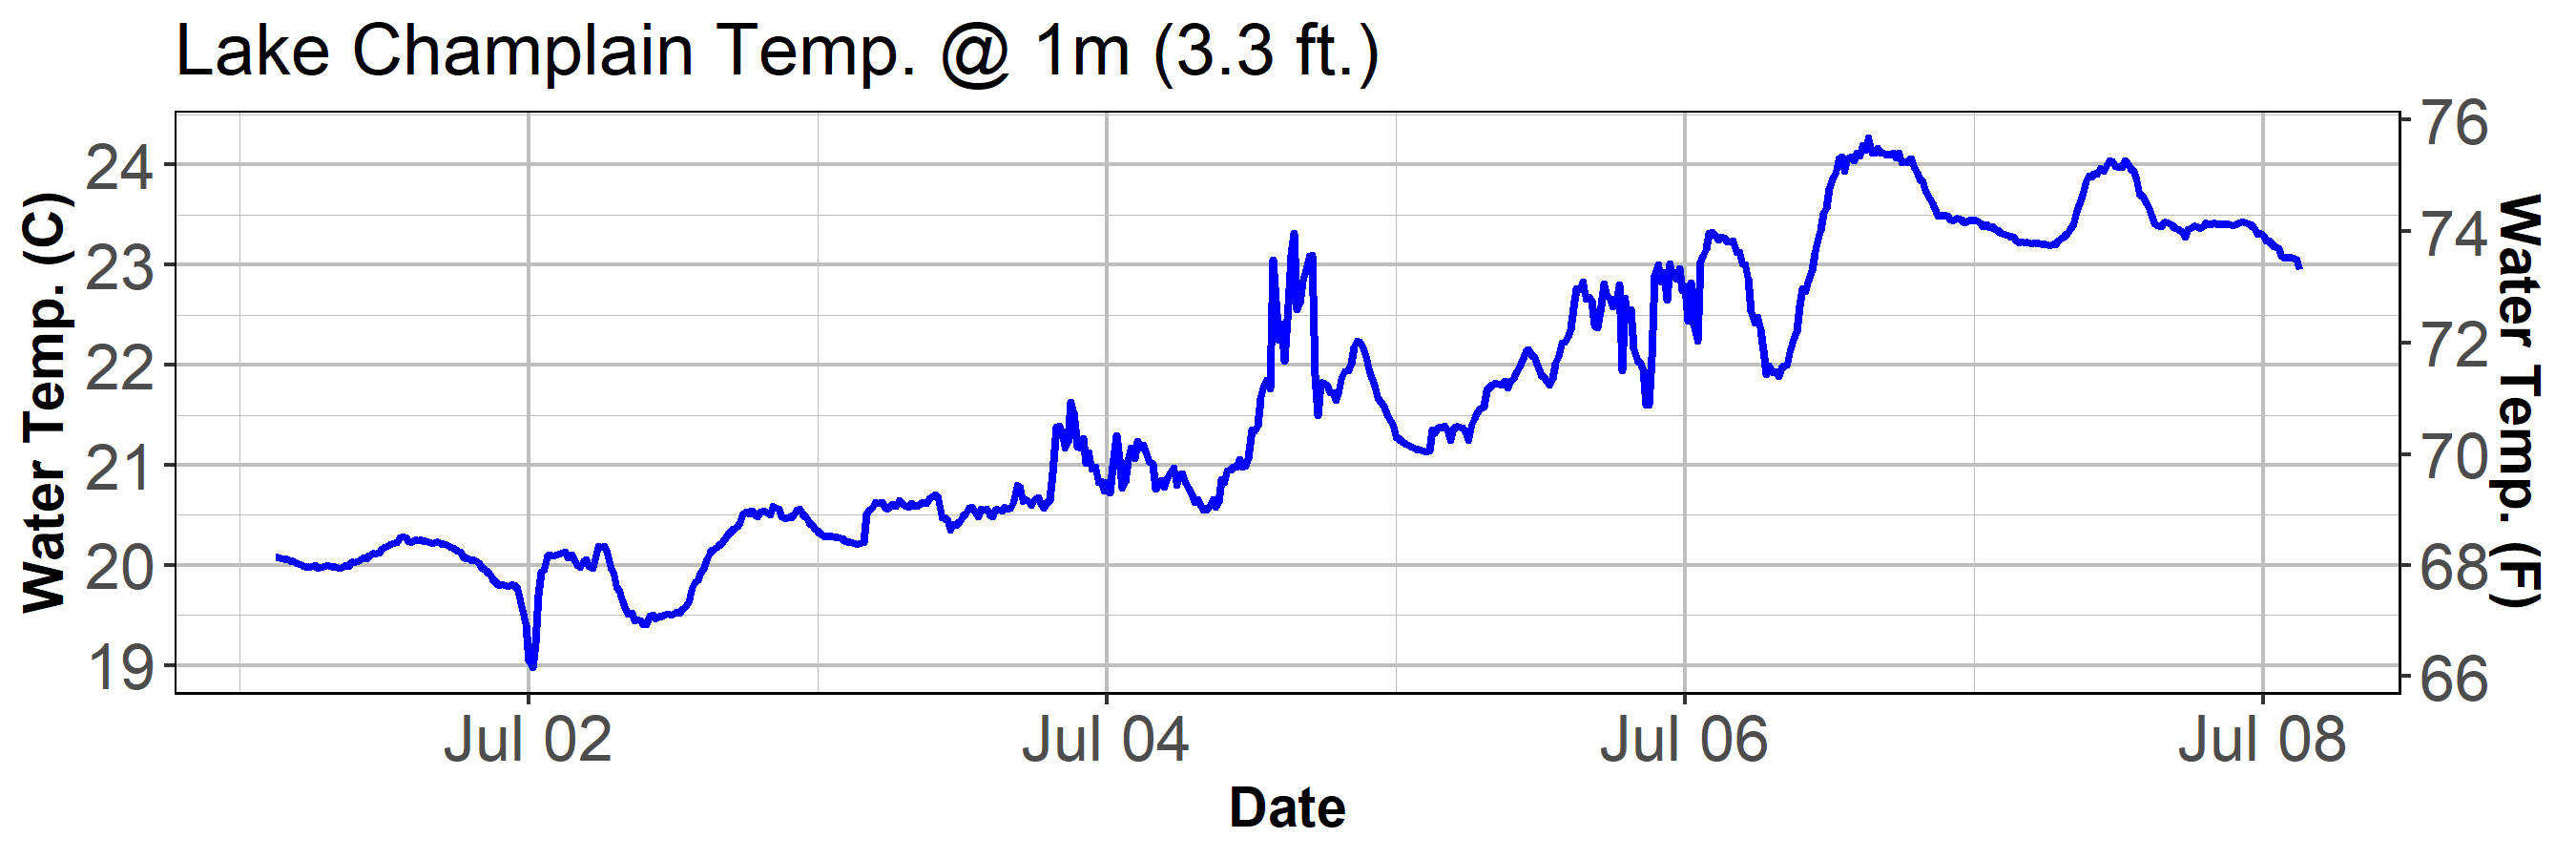 Lake Champlain Temp. @ 1m (3.3 ft.)
Water Temp. (C)
24
23
22
21
20
19
76
74
72
70
68
66
Water Temp. (F)
Jul 02 Jul 04 Jul 06 Jul 08
Date